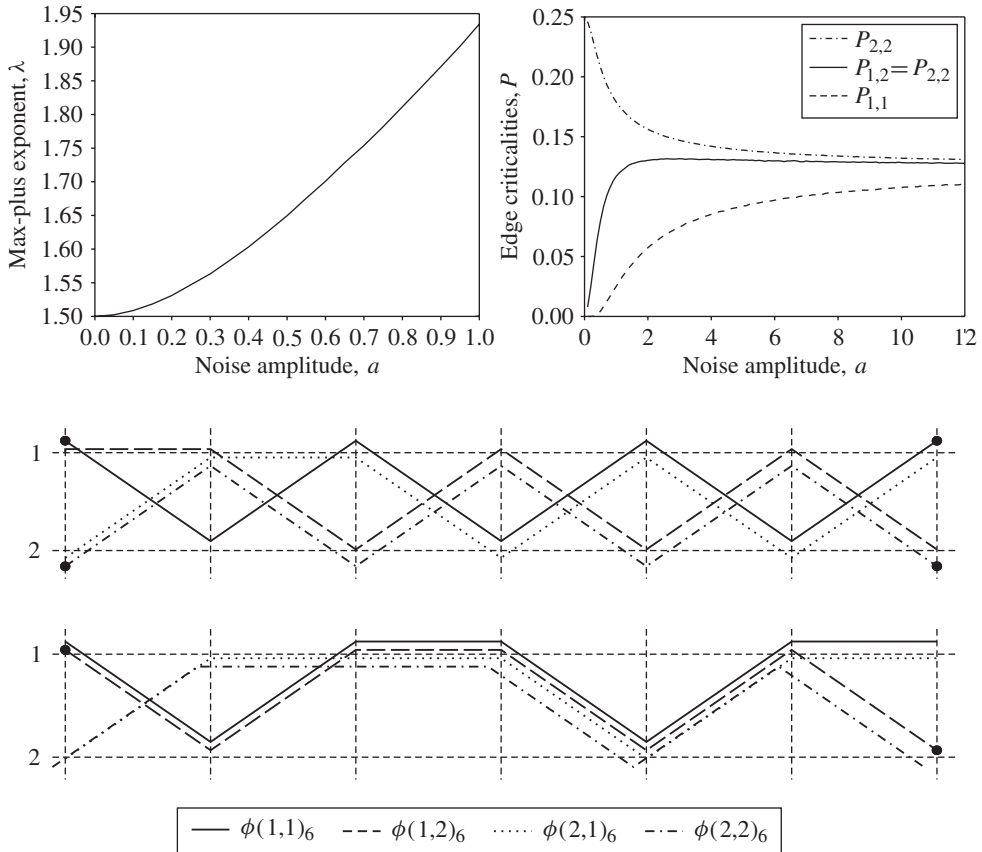 Max-plus exponent, λ
1.95
1.90
1.85
1.80
1.75
1.70
1.65
1.60
1.55
1.50
0.0 0.1 0.2 0.3 0.4 0.5 0.6 0.7 0.8 0.9 1.0
Noise amplitude, a
Edge criticalities, P
0.25
0.20
0.15
0.10
0.05
0.00
0 2 4 6 8 10 12
Noise amplitude, a
P2,2
P1,2=P2,2
P1,1
1
2
1
2
ϕ(1,1)6 ϕ(1,2)6 ϕ(2,1)6 ϕ(2,2)6